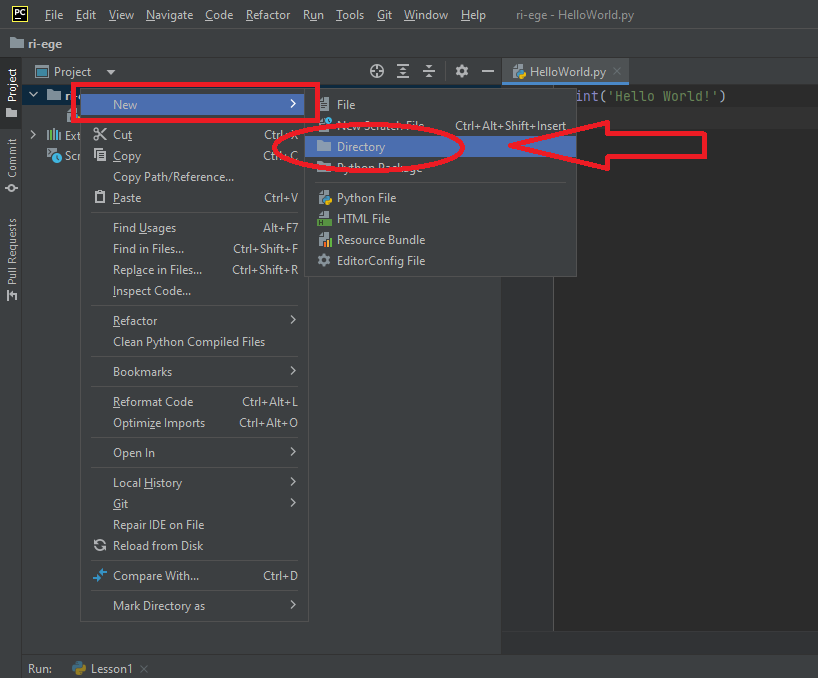 PC File Edit View Navigate Code Refactor Run Tools Git Window Help ri-ege - HelloWorld.py
ri-ege
Project
Commit
Pull Requests
Project
HelloWorld.py
int('Hello World!')
New
Cut Ctrl+X
Copy Ctrl+C
Copy Path/Reference...
Paste Ctrl+V
Find Usages Alt+F7
Find in Files... Ctrl+Shift+F
Replace in Files... Ctrl+Shift+R
Inspect Code...
Refactor
Clean Python Compiled Files
Bookmarks
Reformat Code Ctrl+Alt+L
Optimize Imports Ctrl+Alt+O
Open In
Local History
Git
Repair IDE on File
Reload from Disk
Compare With... Ctrl+D
Mark Directory as
File
New Scratch File Ctrl+Alt+Shift+Insert
Directory
Python Package
Python File
HTML File
Resource Bundle
EditorConfig File
Ext
Scr
Run: Lesson1